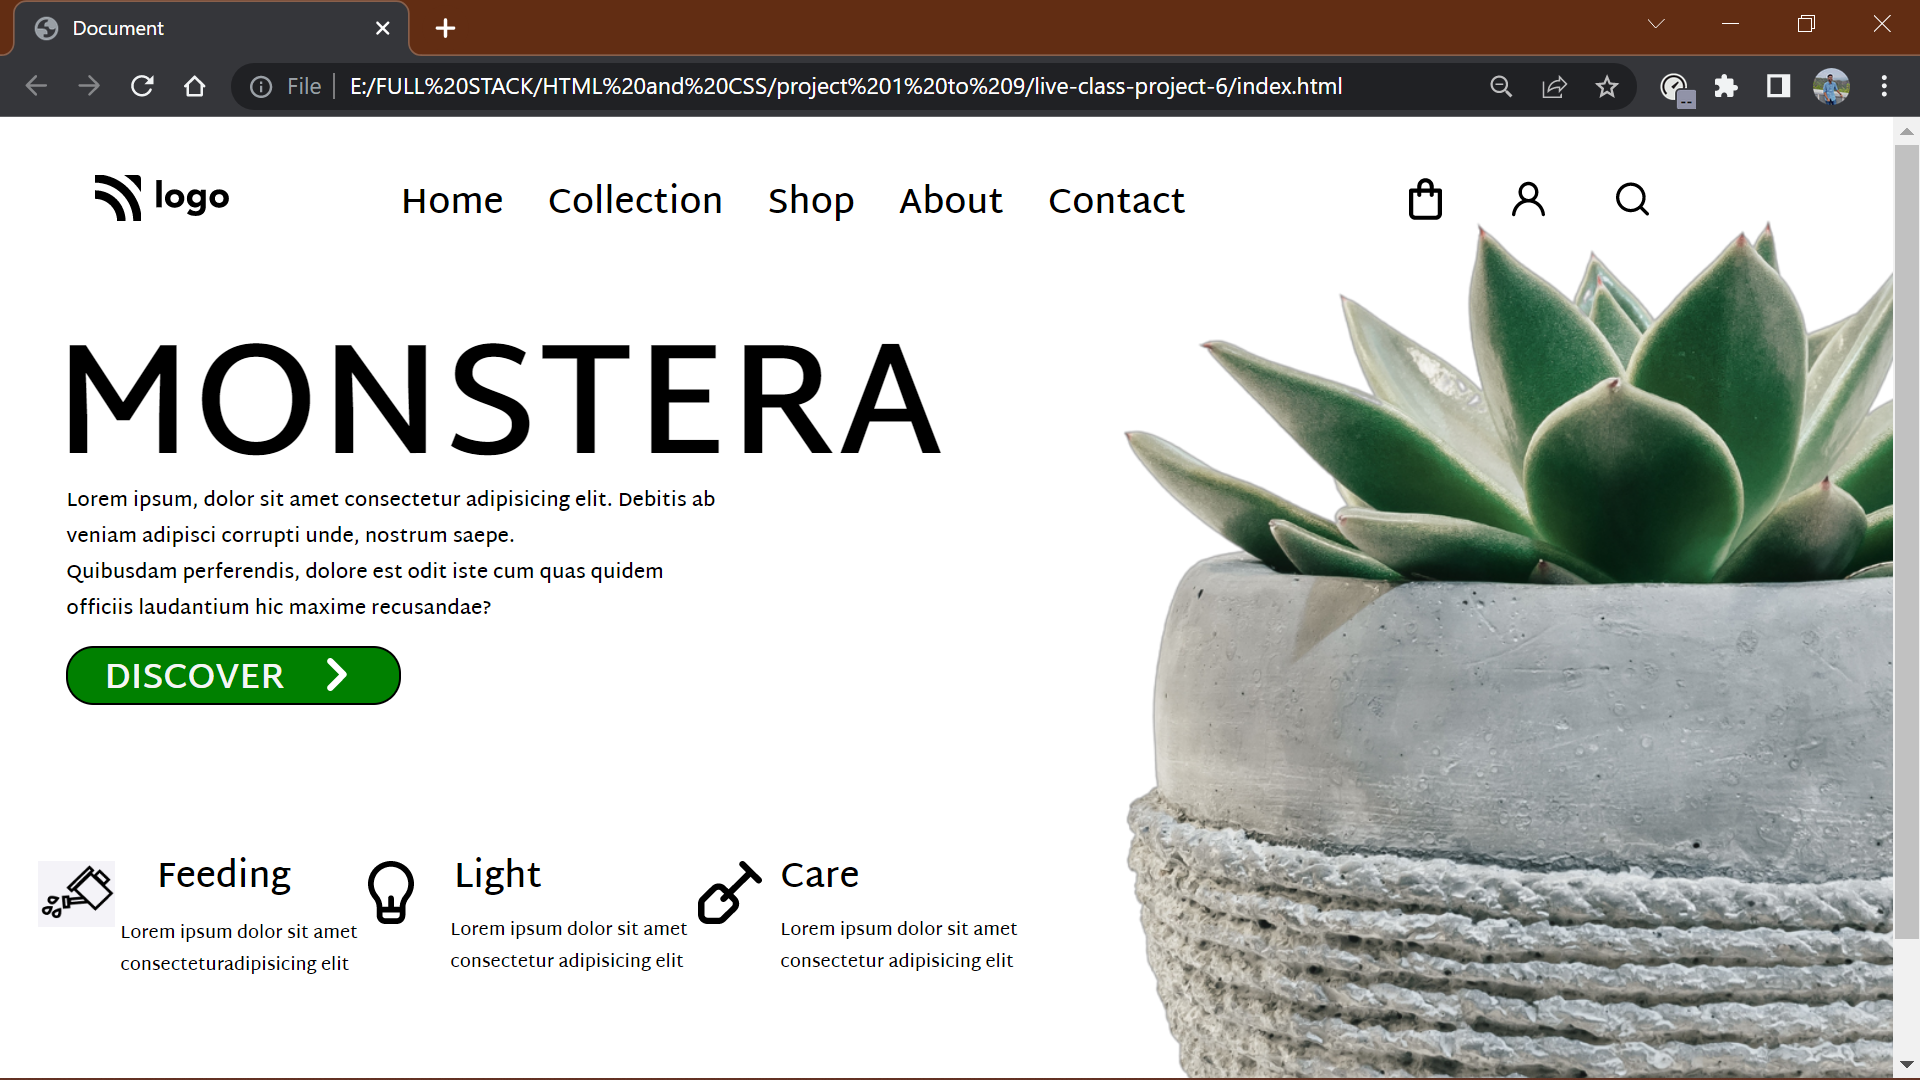 Document
File E:/FULL%20STACK/HTML%20and%20CSS/project%201%20to%209/live-class-project-6/index.html
logo Home Collection Shop About Contact
MONSTERA
Lorem ipsum, dolor sit amet consectetur adipisicing elit. Debitis ab
veniam adipisci corrupti unde, nostrum saepe.
Quibusdam perferendis, dolore est odit iste cum quas quidem
officiis laudantium hic maxime recusandae?
DISCOVER
Feeding
Lorem ipsum dolor sit amet
consecteturadipisicing elit
Light
Lorem ipsum dolor sit amet
consectetur adipisicing elit
Care
Lorem ipsum dolor sit amet
consectetur adipisicing elit